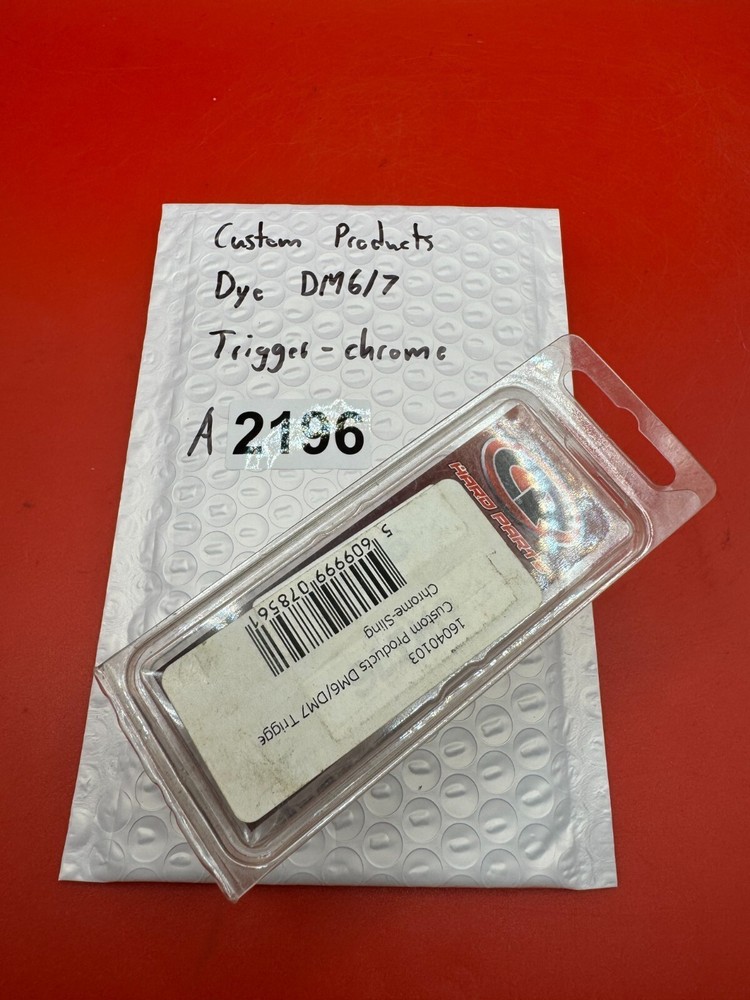 Custom Products
Dye DM6/7
Trigger - chrome
A 2196
HARD PARTS
5 609999 078561
16040103
Custom Products DM6/DM7 Trigge
Chrome-Sling